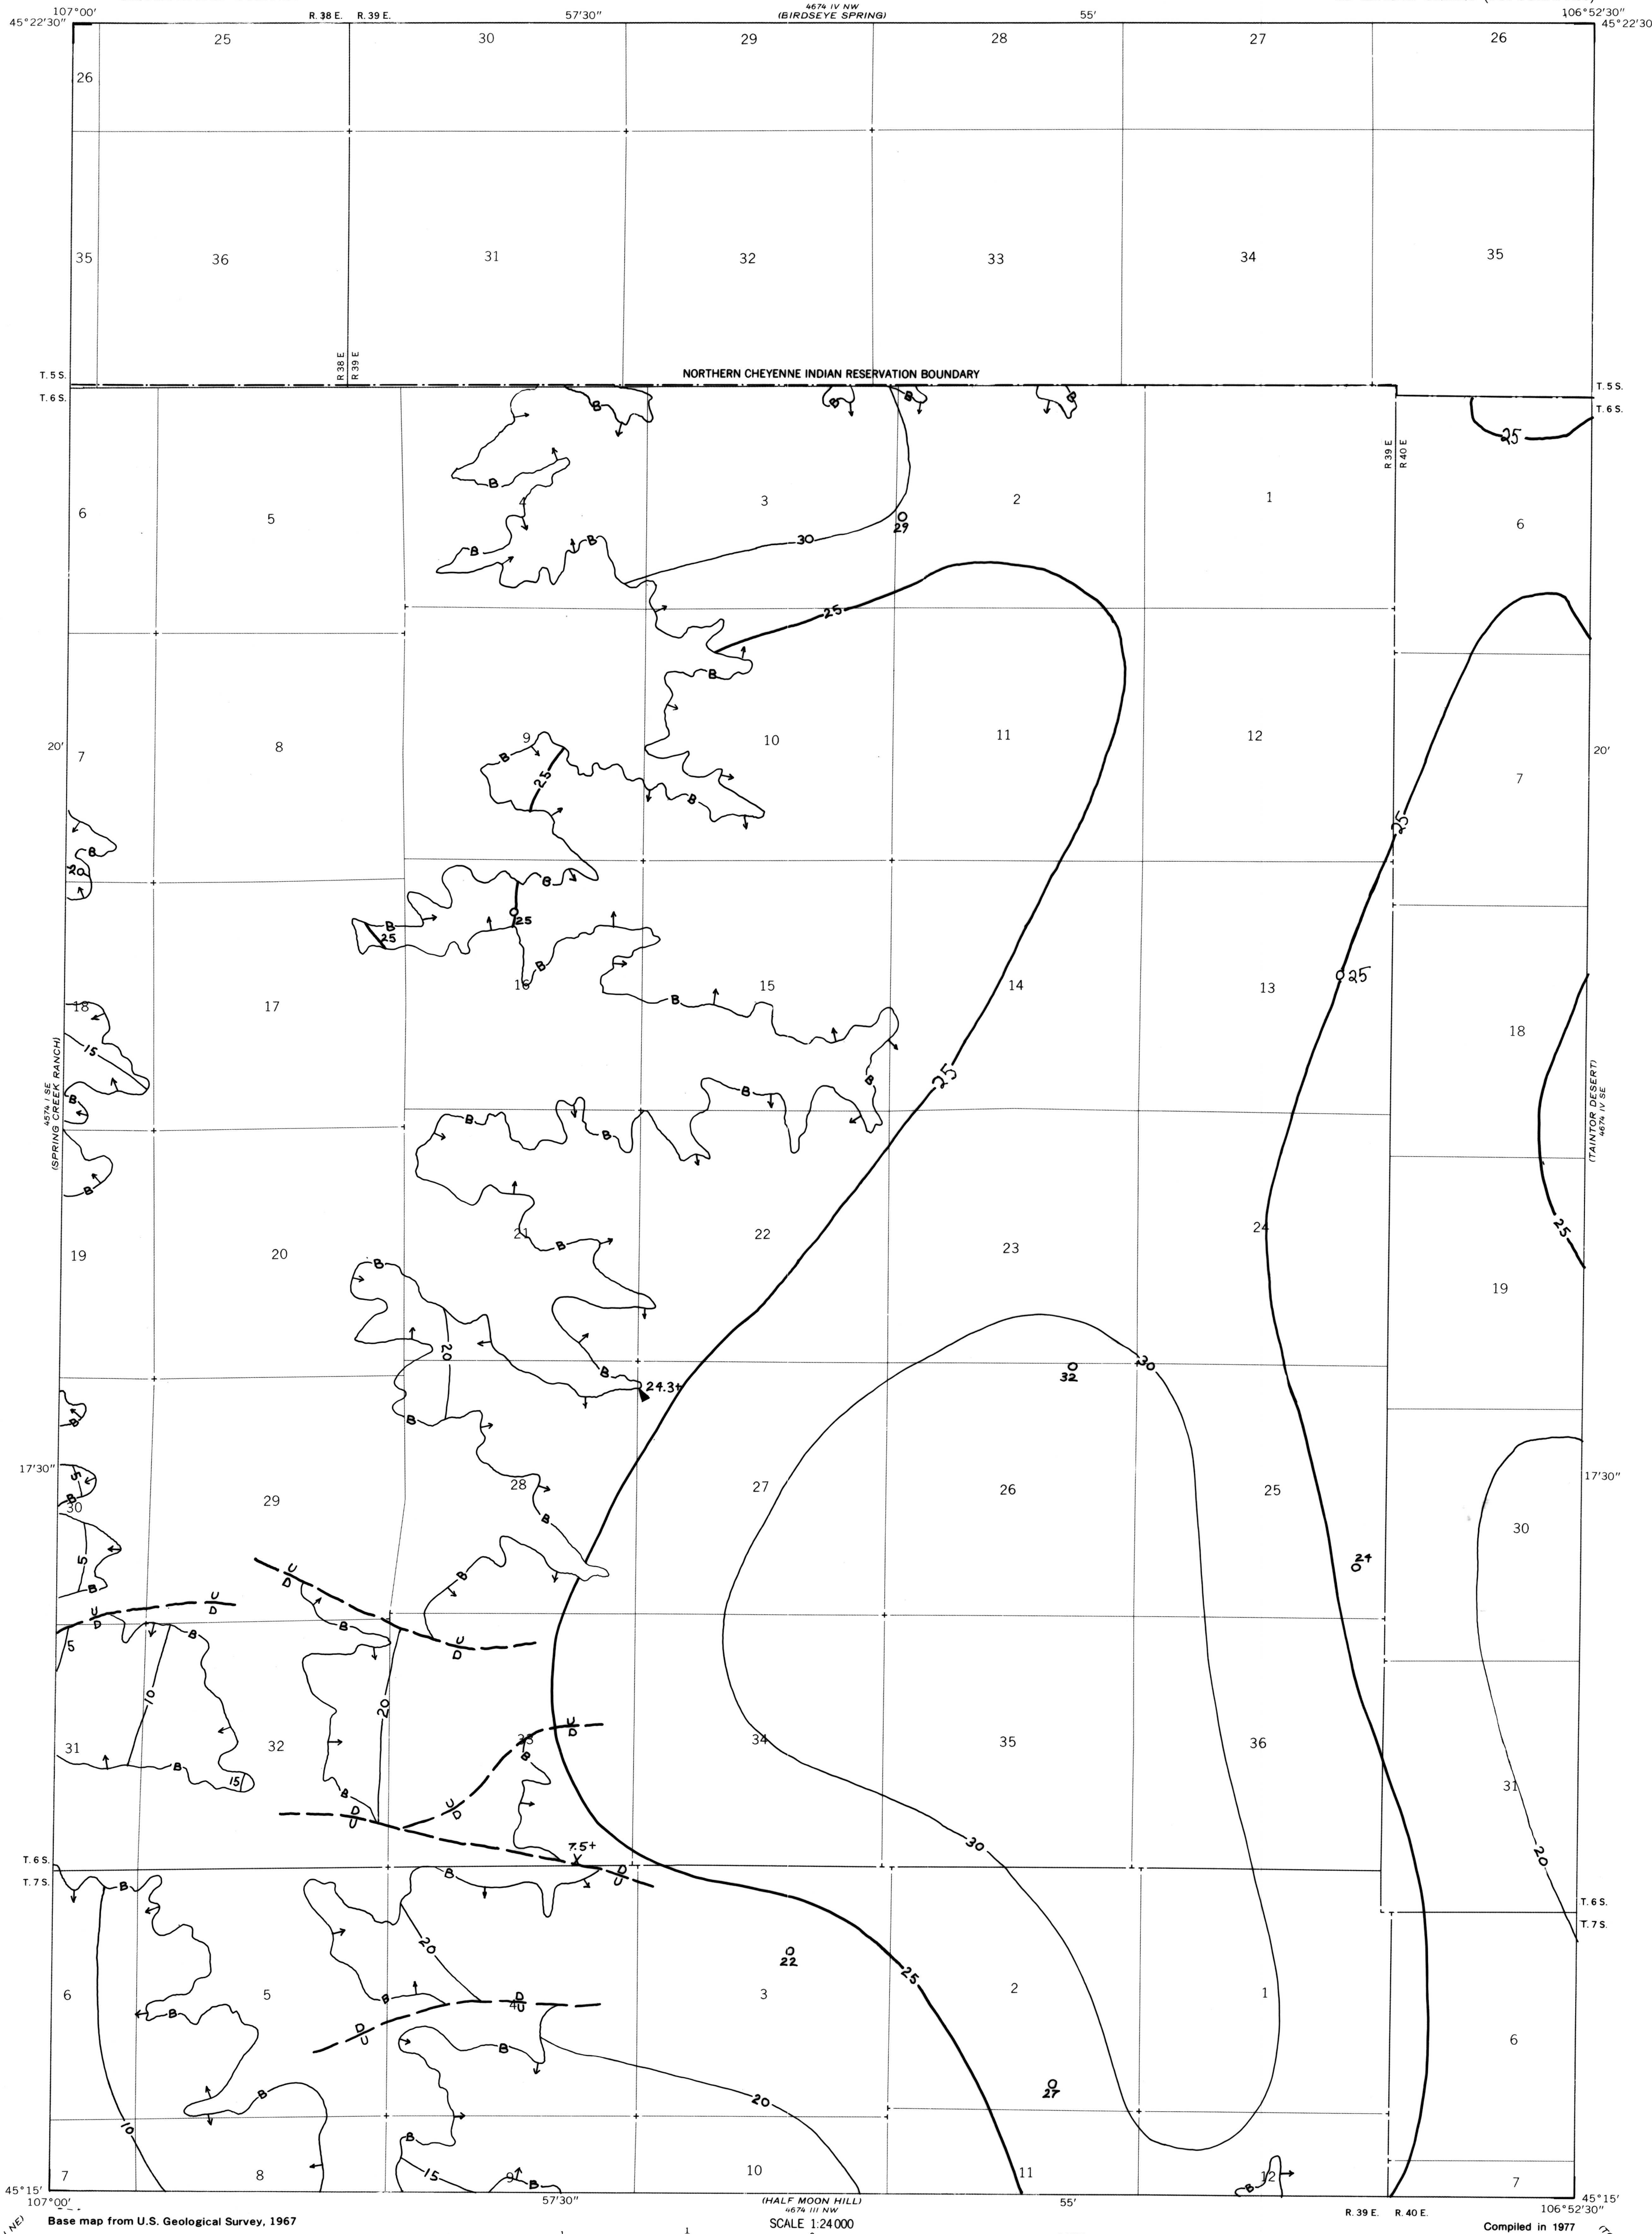 4674 IV NW
107°00' R. 38 E. R. 39 E. 57'30" (BIRDSEYE SPRING) 55' 106°52'30"
45°22'30" 45°22'30"
25 30 29 28 27 26
26
35 36 31 32 33 34 35
R 38 E R 39 E
NORTHERN CHEYENNE INDIAN RESERVATION BOUNDARY
T. 5 S. T. 5 S.
T. 6 S. T. 6 S.
B B B B
25
R 39 E R 40 E
B
6 5 4 3 2 1 6
29
30
B B
25
B
20' 7 8 9 10 11 12 7 20'
B
25
B
25
B
20
B
25
B
25
25
B
18 17 16 15 14 13 18
B
15
4674 I SE
(SPRING CREEK RANCH)
(TAINTOR DESERT)
4674 IV SE
25
B B
B
B B
B
25
19 20 21 22 23 24 19
B
B
20
30
32
B
24.3+
B
17'30" 17'30"
5
B
30 29 28 27 26 25 30
B
5
24
U
D
B
B
U
D
U
D
5
B
B
U
D
10
20
U
D
31 32 33 34 35 36 31
B
B
15
B
D
U
U
D
30
7.5+
20
T. 6 S. T. 6 S.
T. 7 S. T. 7 S.
B
B
D
U
20
22
25
6 5 4 3 2 1 6
B
B
D
U
D
U
B
27
B
20
10
B
15
7 8 9 10 11 12 7
B
B
45°15' 45°15'
107°00' 57'30" (HALF MOON HILL) 55' 106°52'30"
4674 III NW
R. 39 E. R. 40 E.
Base map from U.S. Geological Survey, 1967
SCALE 1:24 000
Compiled in 1977